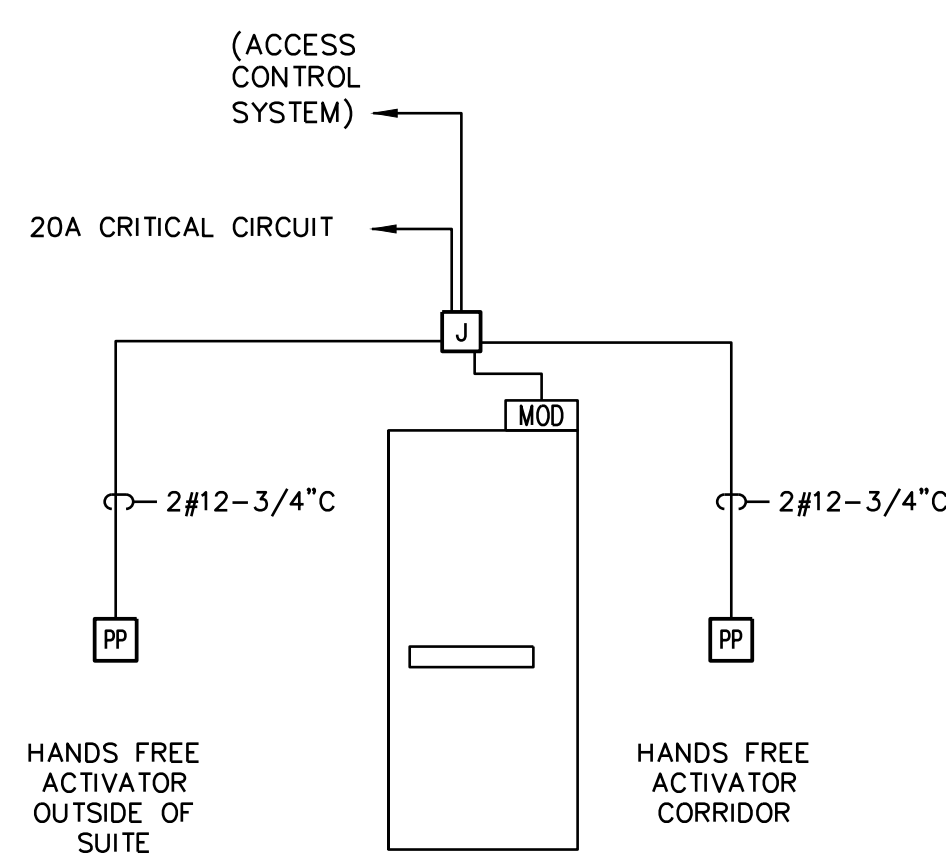 (ACCESS
CONTROL
SYSTEM)
20A CRITICAL CIRCUIT
J
MOD
2#12-3/4"C
2#12-3/4"C
PP
PP
HANDS FREE
ACTIVATOR
OUTSIDE OF
SUITE
HANDS FREE
ACTIVATOR
CORRIDOR